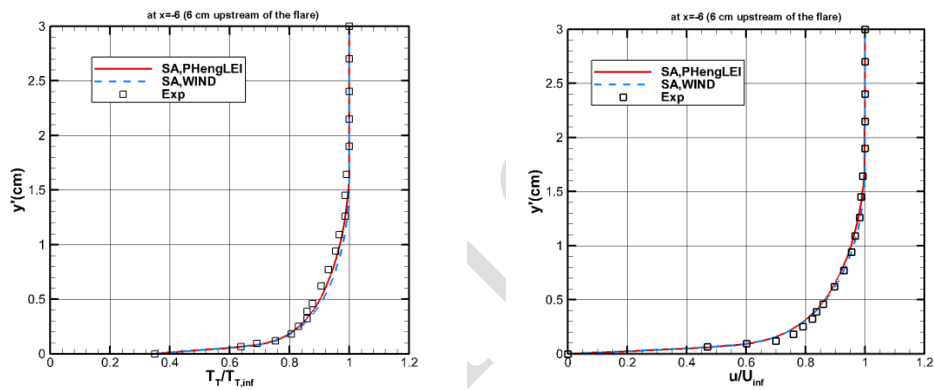 at x=-6 (6 cm upstream of the flare)
3
2.5
2
1.5
1
0.5
0
y'(cm)
SA,PHengLEI
SA,WIND
Exp
0 0.2 0.4 0.6 0.8 1 1.2
T_T/T_T,inf
at x=-6 (6 cm upstream of the flare)
3
2.5
2
1.5
1
0.5
0
y'(cm)
SA,PHengLEI
SA,WIND
Exp
0 0.2 0.4 0.6 0.8 1 1.2
u/U_inf